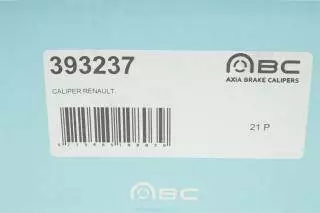 393237
ABC
AXIA BRAKE CALIPERS
CALIPER RENAULT.
21 P
ABC